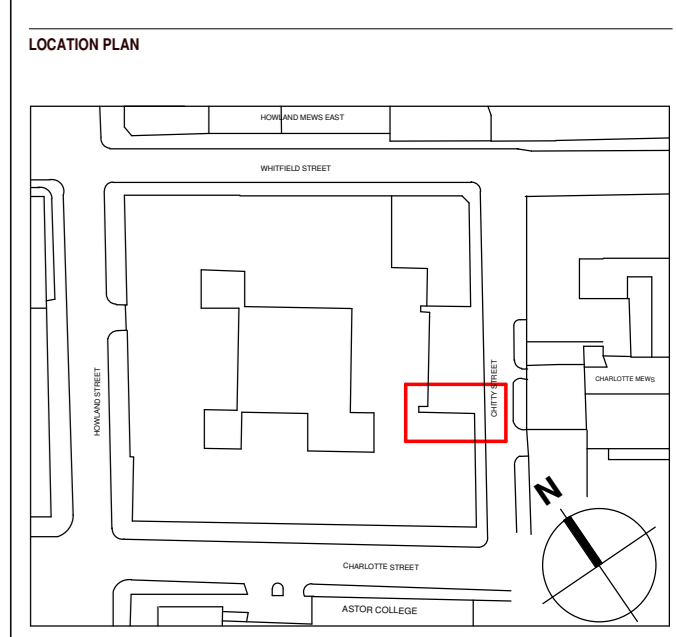 LOCATION PLAN
HOWLAND MEWS EAST
WHITFIELD STREET
HOWLAND STREET
CHITTY STREET
CHARLOTTE MEWS
N
CHARLOTTE STREET
ASTOR COLLEGE